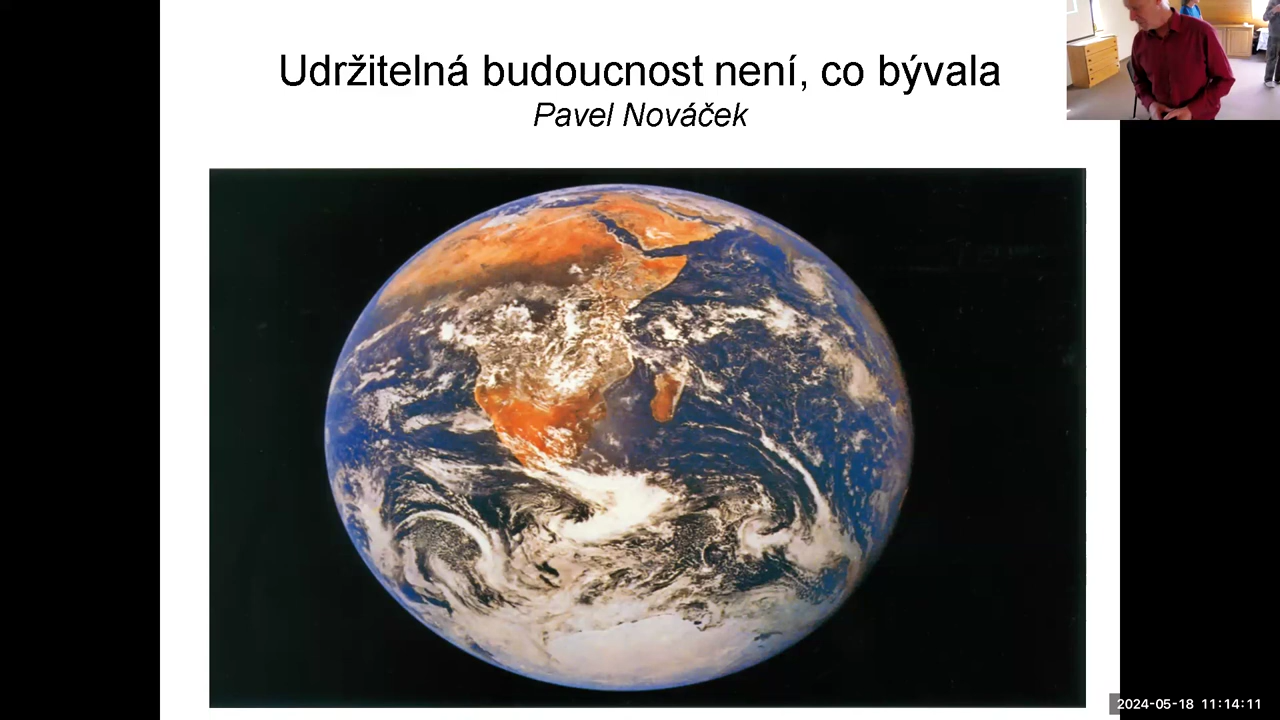 Udržitelná budoucnost není, co bývala
Pavel Nováček
2024-05-18 11:14:11